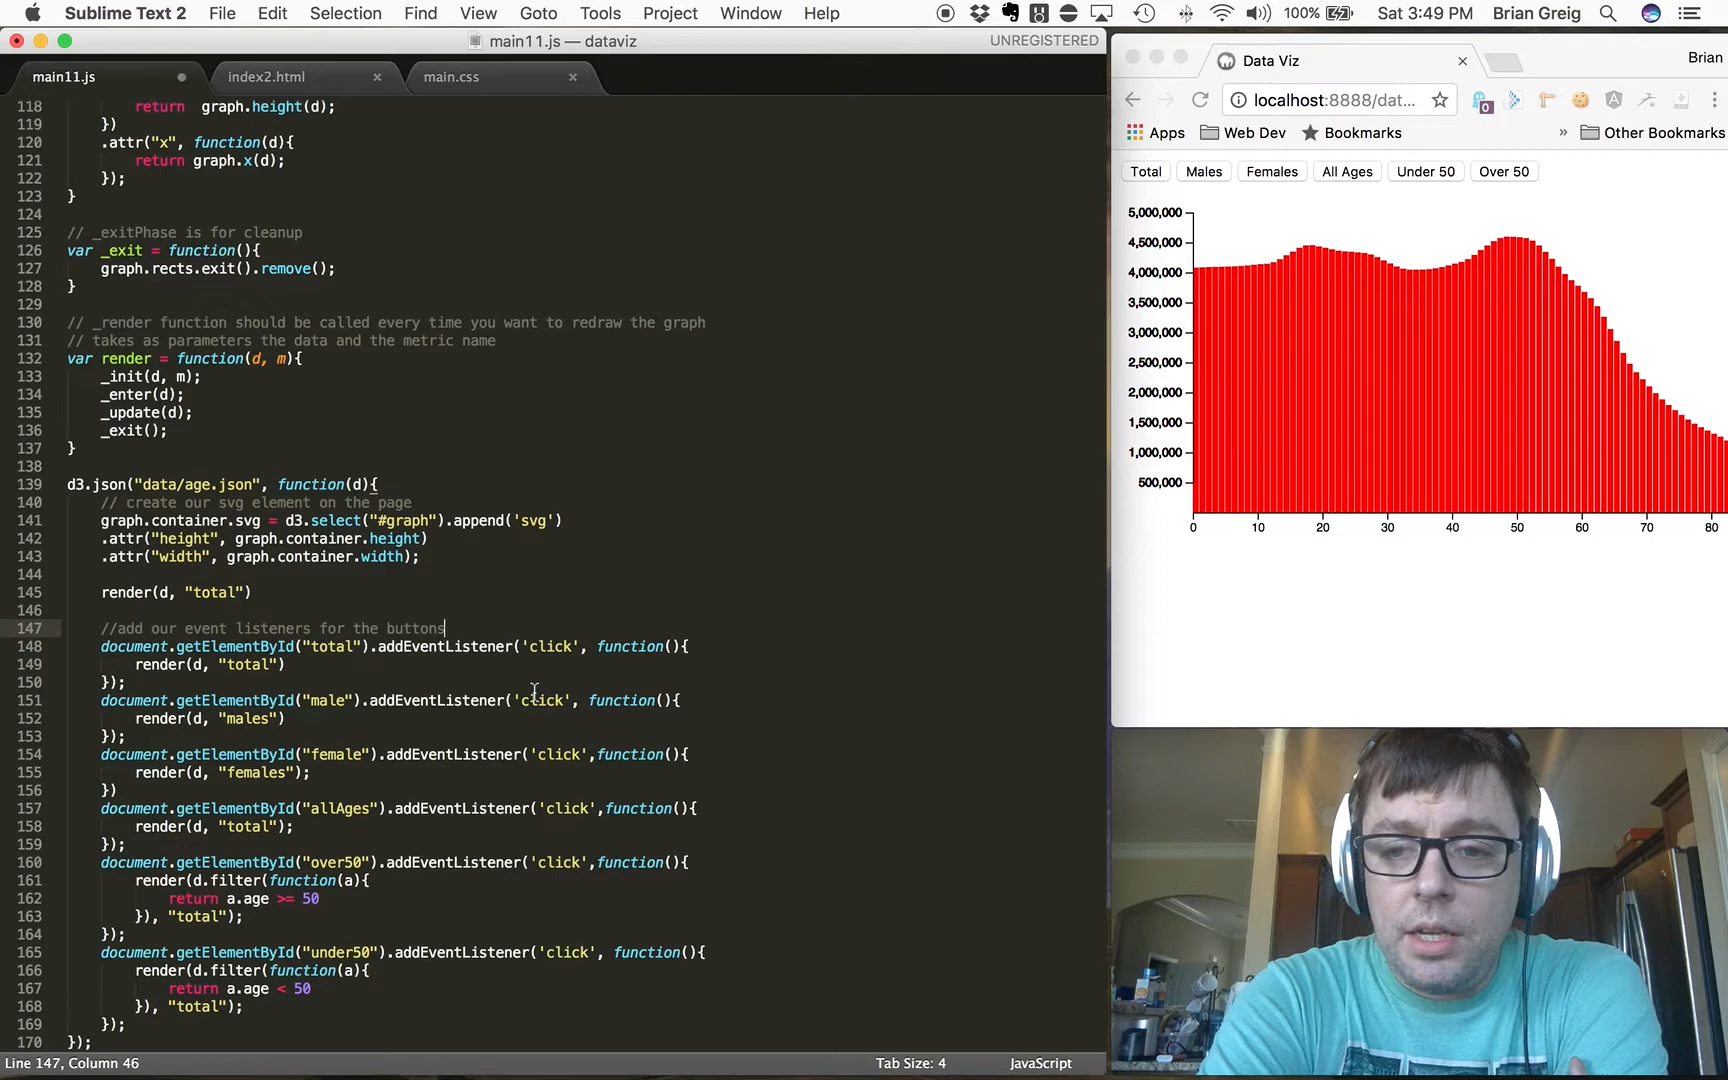 Sublime Text 2 File Edit Selection Find View Goto Tools Project Window Help 100% Sat 3:49 PM Brian Greig
main11.js — dataviz UNREGISTERED
main11.js index2.html × main.css ×
118 return graph.height(d);
119 })
120 .attr("x", function(d){
121 return graph.x(d);
122 });
123 }
124
125 // _exitPhase is for cleanup
126 var _exit = function(){
127 graph.rects.exit().remove();
128 }
129
130 // _render function should be called every time you want to redraw the graph
131 // takes as parameters the data and the metric name
132 var render = function(d, m){
133 _init(d, m);
134 _enter(d);
135 _update(d);
136 _exit();
137 }
138
139 d3.json("data/age.json", function(d){
140 // create our svg element on the page
141 graph.container.svg = d3.select("#graph").append('svg')
142 .attr("height", graph.container.height)
143 .attr("width", graph.container.width);
144
145 render(d, "total")
146
147 //add our event listeners for the buttons
148 document.getElementById("total").addEventListener('click', function(){
149 render(d, "total")
150 });
151 document.getElementById("male").addEventListener('click', function(){
152 render(d, "males")
153 });
154 document.getElementById("female").addEventListener('click',function(){
155 render(d, "females");
156 })
157 document.getElementById("allAges").addEventListener('click',function(){
158 render(d, "total");
159 });
160 document.getElementById("over50").addEventListener('click',function(){
161 render(d.filter(function(a){
162 return a.age >= 50
163 }), "total");
164 });
165 document.getElementById("under50").addEventListener('click', function(){
166 render(d.filter(function(a){
167 return a.age < 50
168 }), "total");
169 });
170 });
Line 147, Column 46 Tab Size: 4 JavaScript
Data Viz × Brian
localhost:8888/dat... 0
Apps Web Dev Bookmarks » Other Bookmarks
Total Males Females All Ages Under 50 Over 50
5,000,000
4,500,000
4,000,000
3,500,000
3,000,000
2,500,000
2,000,000
1,500,000
1,000,000
500,000
0 10 20 30 40 50 60 70 80